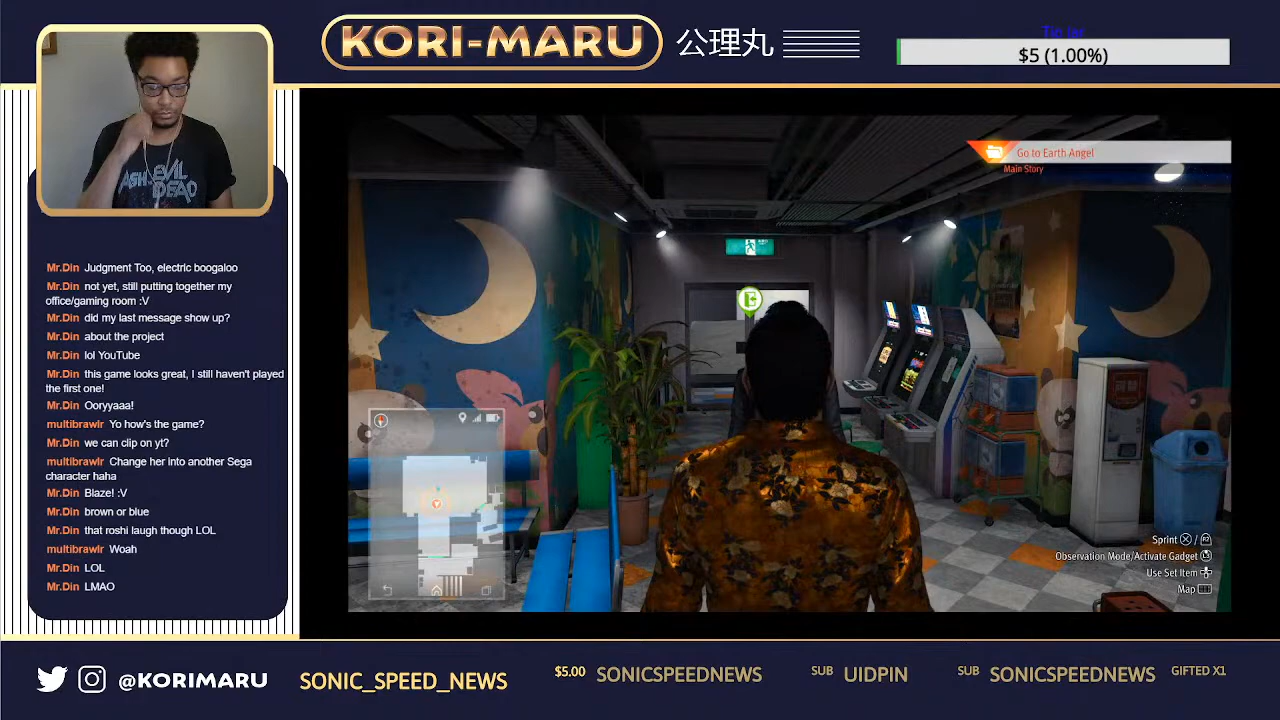 KORI-MARU
公理丸
Tip jar
$5 (1.00%)
ASH EVIL
DEAD
Go to Earth Angel
Main Story
Mr.Din Judgment Too, electric boogaloo
Mr.Din not yet, still putting together my
office/gaming room :V
Mr.Din did my last message show up?
Mr.Din about the project
Mr.Din lol YouTube
Mr.Din this game looks great, I still haven't played
the first one!
Mr.Din Ooryyaaa!
multibrawlr Yo how's the game?
Mr.Din we can clip on yt?
multibrawlr Change her into another Sega
character haha
Mr.Din Blaze! :V
Mr.Din brown or blue
Mr.Din that roshi laugh though LOL
multibrawlr Woah
Mr.Din LOL
Mr.Din LMAO
Sprint
Observation Mode/Activate Gadget
Use Set Item
Map
@KORIMARU
SONIC_SPEED_NEWS
$5.00 SONICSPEEDNEWS
SUB UIDPIN
SUB SONICSPEEDNEWS GIFTED X1